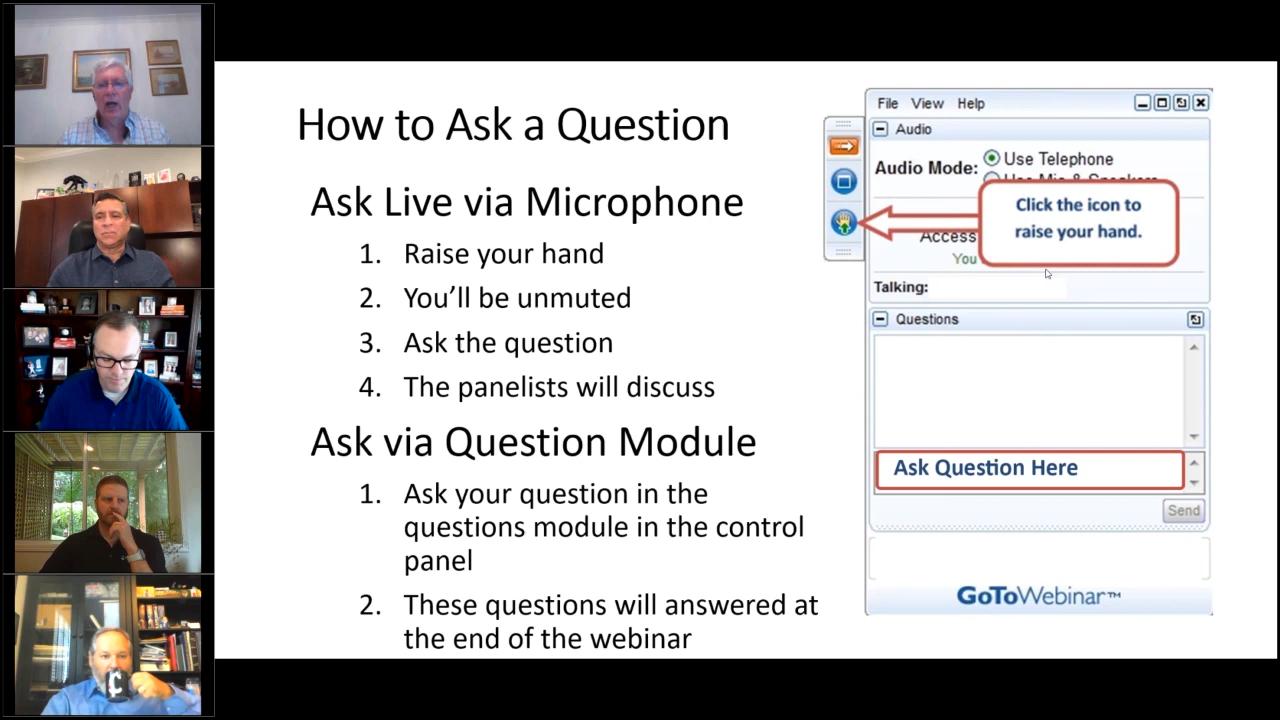 How to Ask a Question
Ask Live via Microphone
1. Raise your hand
2. You'll be unmuted
3. Ask the question
4. The panelists will discuss
Ask via Question Module
1. Ask your question in the
questions module in the control
panel
2. These questions will answered at
the end of the webinar
File View Help
Audio
Audio Mode: Use Telephone
Click the icon to
raise your hand.
Access
You
Talking:
Questions
Ask Question Here
Send
GoToWebinar™
C